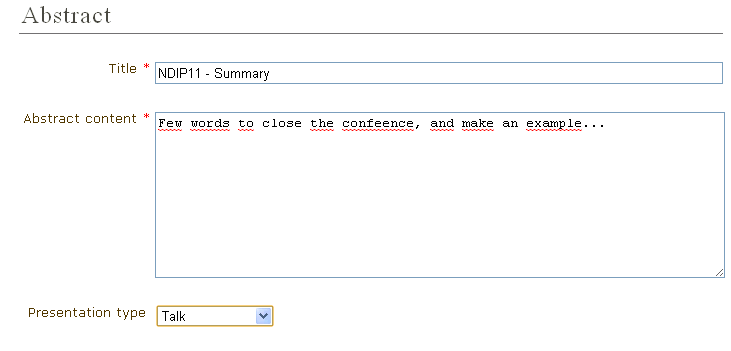 Abstract
Title * NDIP11 - Summary
Abstract content * Few words to close the confeence, and make an example...
Presentation type Talk